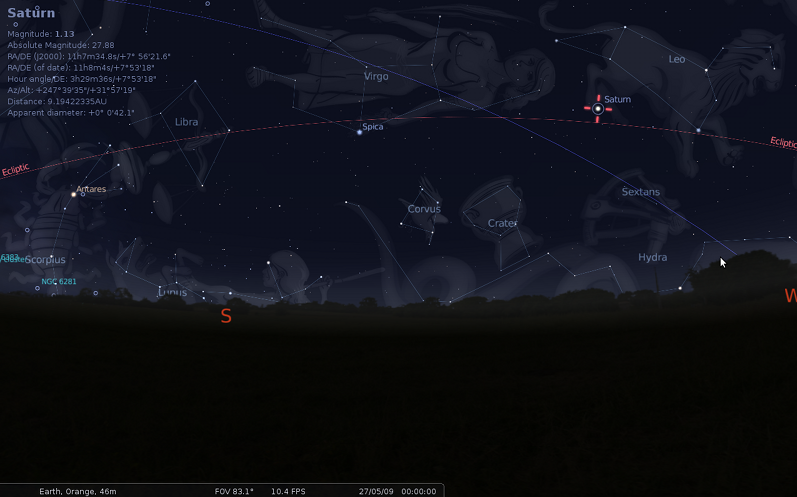 Saturn
Magnitude: 1.13
Absolute Magnitude: 27.88
RA/DE (J2000): 11h7m34.8s/+7° 56'21.6"
RA/DE (of date): 11h8m4s/+7°53'18"
Hour angle/DE: 3h29m36s/+7°53'18"
Az/Alt: +247°39'35"/+31°57'19"
Distance: 9.19422335AU
Apparent diameter: +0° 0'42.1"
Virgo
Leo
Saturn
Libra
Spica
Ecliptic
Ecliptic
Antares
Sextans
Corvus
Crater
Scorpius
Hydra
NGC 6281
Lupus
S
W
Earth, Orange, 46m FOV 83.1° 10.4 FPS 27/05/09 00:00:00